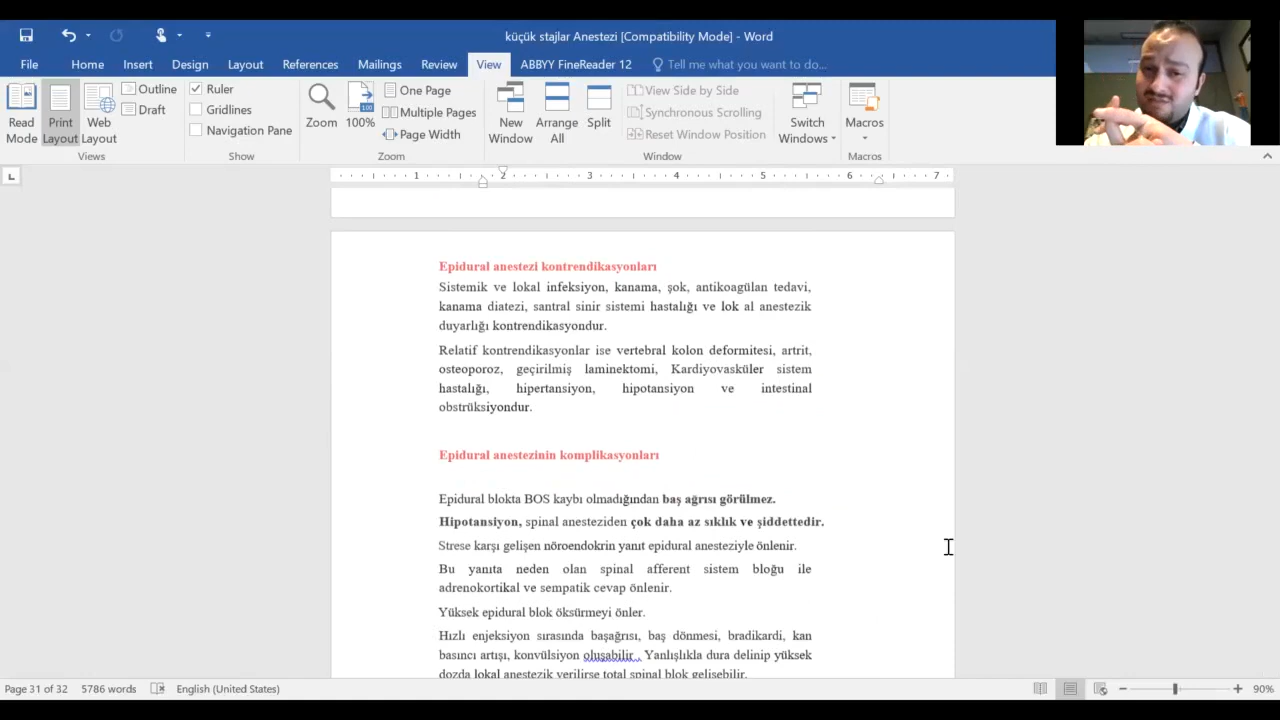 küçük stajlar Anestezi [Compatibility Mode] - Word
File Home Insert Design Layout References Mailings Review View ABBYY FineReader 12 Tell me what you want to do...
Read Mode
Print Layout
Web Layout
Outline
Draft
Views
Ruler
Gridlines
Navigation Pane
Show
Zoom
100%
One Page
Multiple Pages
Page Width
Zoom
New Window
Arrange All
Split
View Side by Side
Synchronous Scrolling
Reset Window Position
Window
Switch Windows
Macros
Macros
1 2 3 4 5 6 7
Epidural anestezi kontrendikasyonları
Sistemik ve lokal infeksiyon, kanama, şok, antikoagülan tedavi,
kanama diatezi, santral sinir sistemi hastalığı ve lok al anestezik
duyarlığı kontrendikasyondur.
Relatif kontrendikasyonlar ise vertebral kolon deformitesi, artrit,
osteoporoz, geçirilmiş laminektomi, Kardiyovasküler sistem
hastalığı, hipertansiyon, hipotansiyon ve intestinal
obstrüksiyondur.
Epidural anestezinin komplikasyonları
Epidural blokta BOS kaybı olmadığından baş ağrısı görülmez.
Hipotansiyon, spinal anesteziden çok daha az sıklık ve şiddettedir.
Strese karşı gelişen nöroendokrin yanıt epidural anesteziyle önlenir.
Bu yanıta neden olan spinal afferent sistem bloğu ile
adrenokortikal ve sempatik cevap önlenir.
Yüksek epidural blok öksürmeyi önler.
Hızlı enjeksiyon sırasında başağrısı, baş dönmesi, bradikardi, kan
basıncı artışı, konvülsiyon oluşabilir . Yanlışlıkla dura delinip yüksek
dozda lokal anestezik verilirse total spinal blok gelişebilir.
Page 31 of 32 5786 words English (United States) 90%